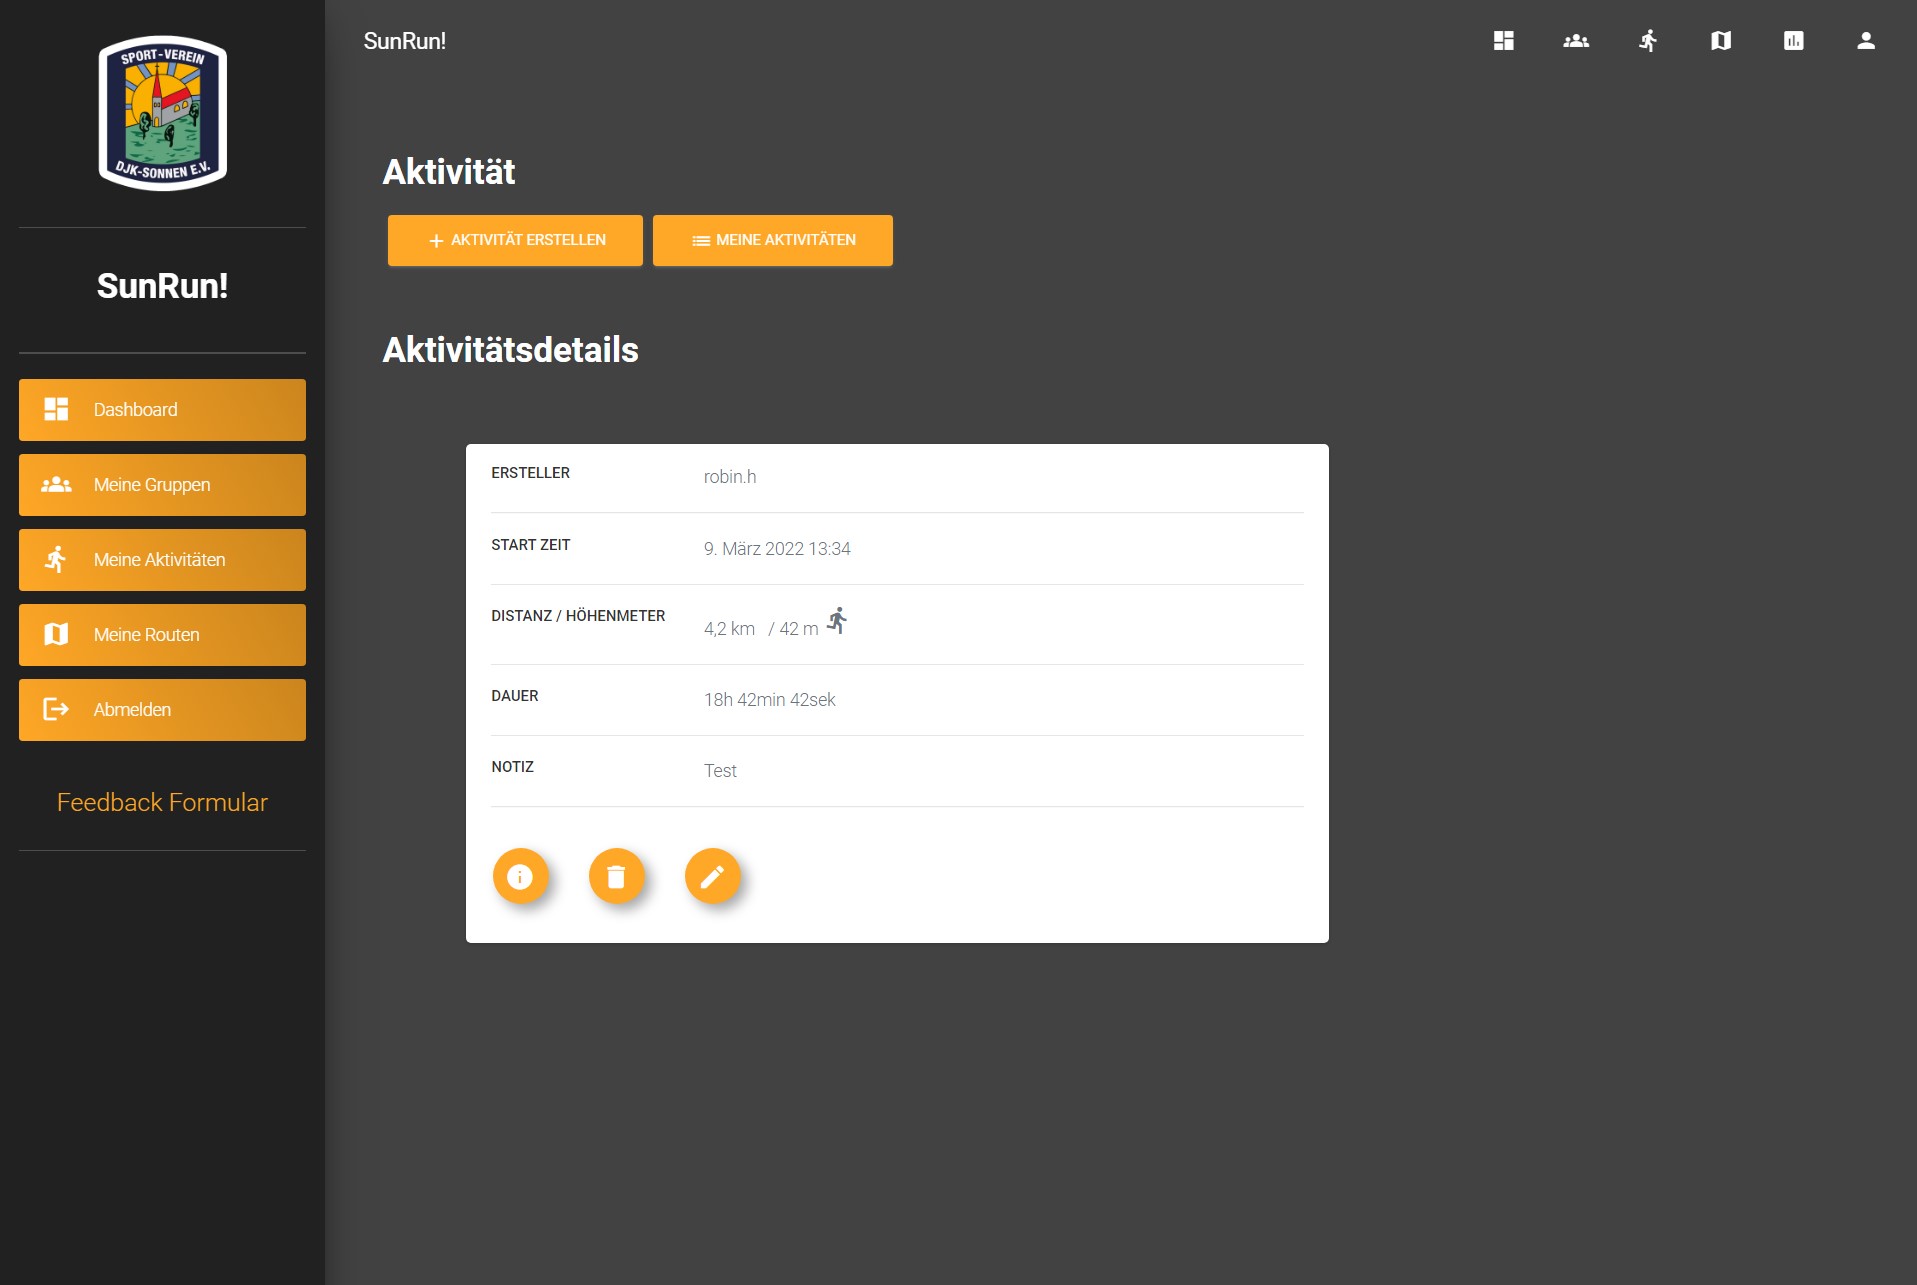 SPORT-VEREIN
DJK-SONNEN E.V.
SunRun!
Dashboard
Meine Gruppen
Meine Aktivitäten
Meine Routen
Abmelden
Feedback Formular
SunRun!
Aktivität
AKTIVITÄT ERSTELLEN
MEINE AKTIVITÄTEN
Aktivitätsdetails
ERSTELLER robin.h
START ZEIT 9. März 2022 13:34
DISTANZ / HÖHENMETER 4,2 km / 42 m
DAUER 18h 42min 42sek
NOTIZ Test